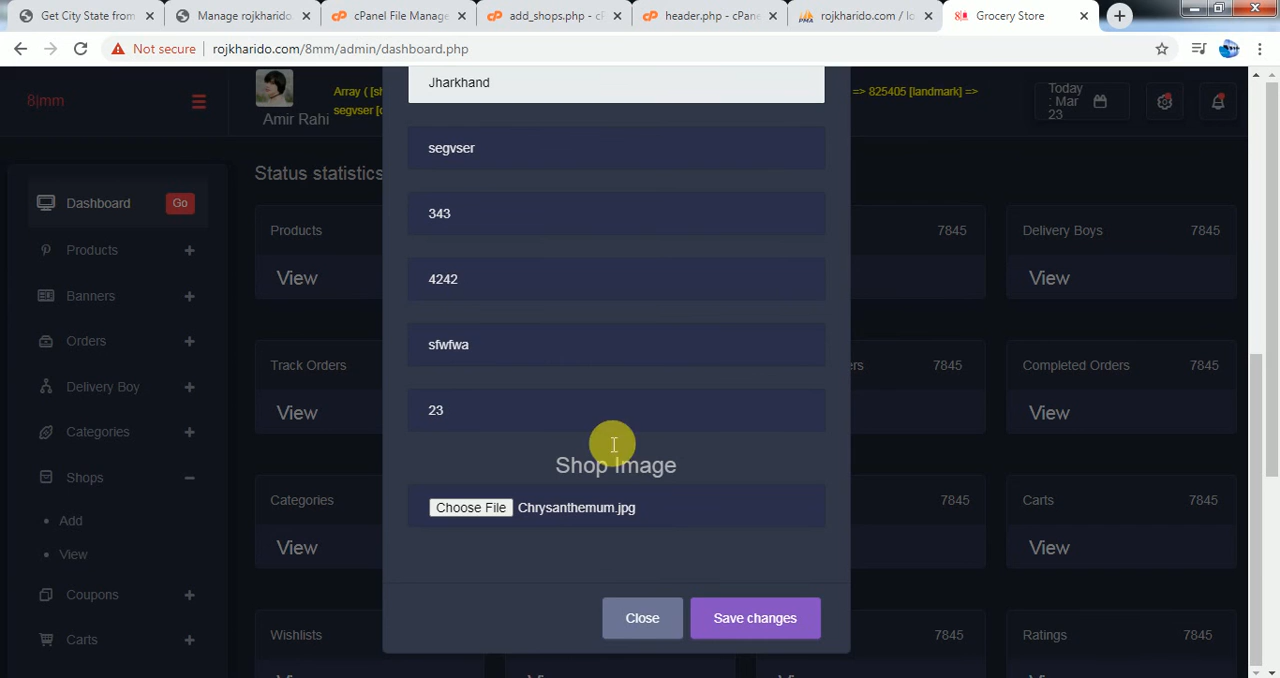 Get City State from
Manage rojkharido
cPanel File Manage
add_shops.php - cP
header.php - cPane
rojkharido.com / lo
Grocery Store
Not secure
rojkharido.com/8mm/admin/dashboard.php
8|mm
Amir Rahi
Array ( [sh
segvser [o
=> 825405 [landmark] =>
Today
: Mar
23
Jharkhand
segvser
343
4242
sfwfwa
23
Shop Image
Choose File Chrysanthemum.jpg
Close
Save changes
Dashboard
Go
Products
Banners
Orders
Delivery Boy
Categories
Shops
Add
View
Coupons
Carts
Status statistics
Products
View
7845
Delivery Boys
7845
View
Track Orders
View
ers
7845
Completed Orders
7845
View
Categories
View
7845
Carts
7845
View
Wishlists
7845
Ratings
7845